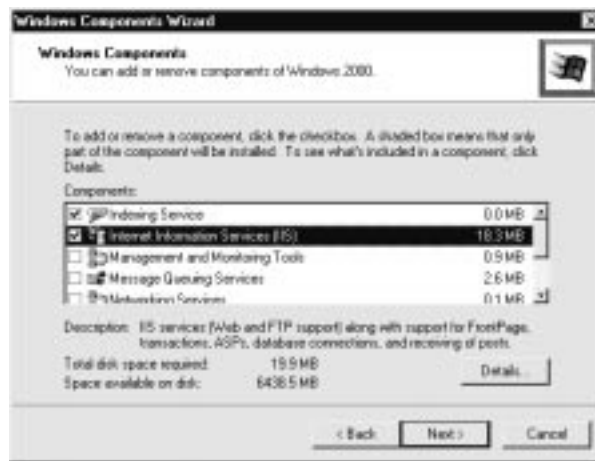 Windows Components Wizard
Windows Components
You can add or remove components of Windows 2000.
To add or remove a component, click the checkbox. A shaded box means that only
part of the component will be installed. To see what's included in a component, click
Details.
Components:
Indexing Service 0.0 MB
Internet Information Services (IIS) 18.3 MB
Management and Monitoring Tools 0.9 MB
Message Queuing Services 2.6 MB
Networking Services 0.1 MB
Description: IIS services (Web and FTP support) along with support for FrontPage,
transactions, ASPs, database connections, and receiving of posts.
Total disk space required: 19.9 MB
Space available on disk: 6438.5 MB
Details...
< Back Next > Cancel